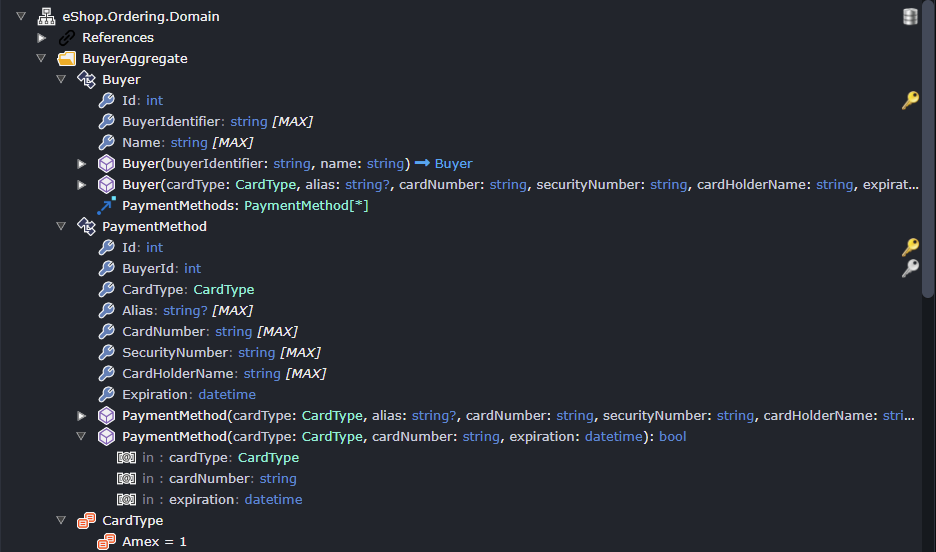 eShop.Ordering.Domain
References
BuyerAggregate
Buyer
Id: int
BuyerIdentifier: string [MAX]
Name: string [MAX]
Buyer(buyerIdentifier: string, name: string) → Buyer
Buyer(cardType: CardType, alias: string?, cardNumber: string, securityNumber: string, cardHolderName: string, expirat...
PaymentMethods: PaymentMethod[*]
PaymentMethod
Id: int
BuyerId: int
CardType: CardType
Alias: string? [MAX]
CardNumber: string [MAX]
SecurityNumber: string [MAX]
CardHolderName: string [MAX]
Expiration: datetime
PaymentMethod(cardType: CardType, alias: string?, cardNumber: string, securityNumber: string, cardHolderName: stri...
PaymentMethod(cardType: CardType, cardNumber: string, expiration: datetime): bool
in : cardType: CardType
in : cardNumber: string
in : expiration: datetime
CardType
Amex = 1